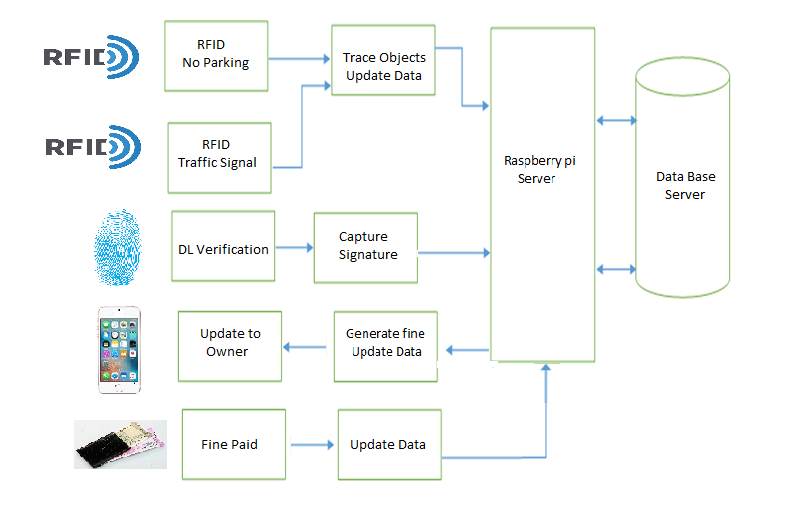 RFID
RFID
No Parking
Trace Objects
Update Data
RFID
RFID
Traffic Signal
Raspberry pi
Server
Data Base
Server
DL Verification
Capture
Signature
Update to
Owner
Generate fine
Update Data
Fine Paid
Update Data